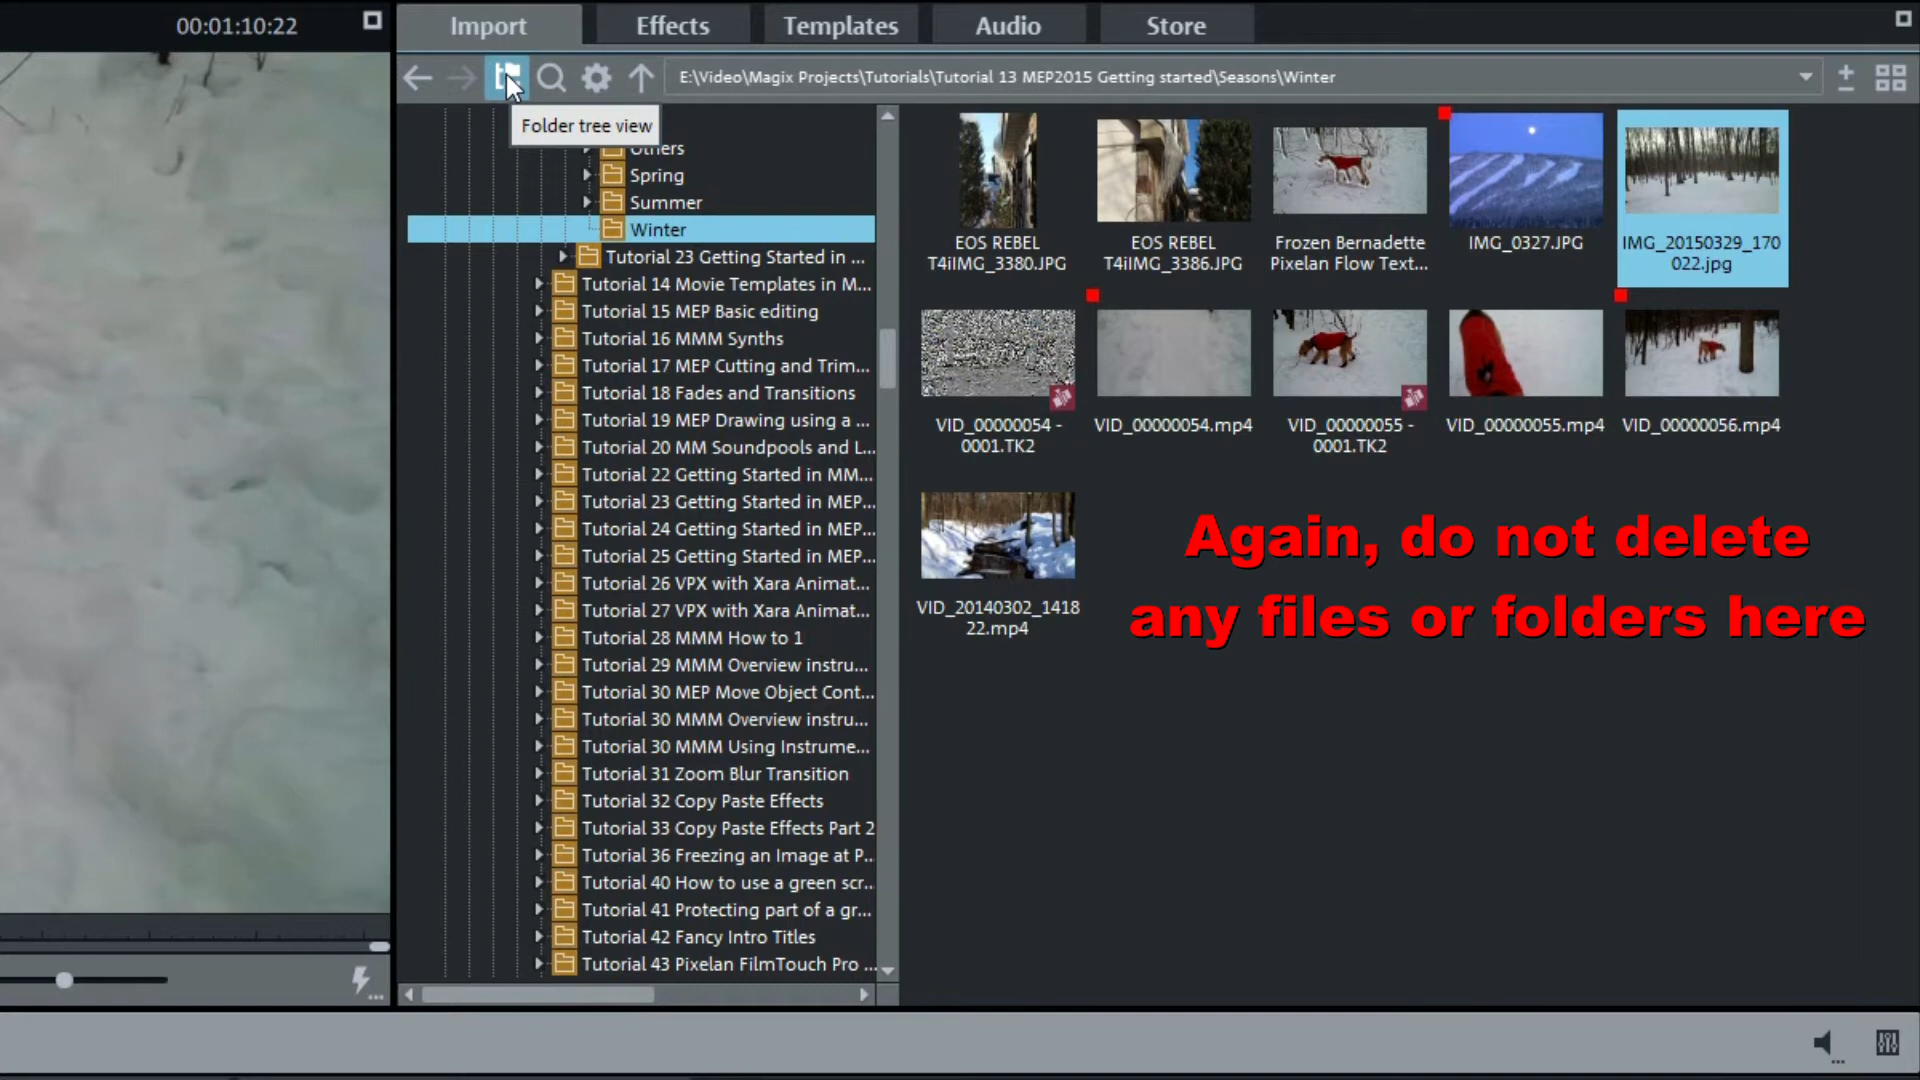 00:01:10:22
Import
Effects
Templates
Audio
Store
E:\Video\Magix Projects\Tutorials\Tutorial 13 MEP2015 Getting started\Seasons\Winter
Folder tree view
Others
Spring
Summer
Winter
Tutorial 23 Getting Started in ...
Tutorial 14 Movie Templates in M...
Tutorial 15 MEP Basic editing
Tutorial 16 MMM Synths
Tutorial 17 MEP Cutting and Trim...
Tutorial 18 Fades and Transitions
Tutorial 19 MEP Drawing using a ...
Tutorial 20 MM Soundpools and L...
Tutorial 22 Getting Started in MM...
Tutorial 23 Getting Started in MEP...
Tutorial 24 Getting Started in MEP...
Tutorial 25 Getting Started in MEP...
Tutorial 26 VPX with Xara Animat...
Tutorial 27 VPX with Xara Animat...
Tutorial 28 MMM How to 1
Tutorial 29 MMM Overview instru...
Tutorial 30 MEP Move Object Cont...
Tutorial 30 MMM Overview instru...
Tutorial 30 MMM Using Instrume...
Tutorial 31 Zoom Blur Transition
Tutorial 32 Copy Paste Effects
Tutorial 33 Copy Paste Effects Part 2
Tutorial 36 Freezing an Image at P...
Tutorial 40 How to use a green scr...
Tutorial 41 Protecting part of a gr...
Tutorial 42 Fancy Intro Titles
Tutorial 43 Pixelan FilmTouch Pro ...
EOS REBEL
T4iIMG_3380.JPG
EOS REBEL
T4iIMG_3386.JPG
Frozen Bernadette
Pixelan Flow Text...
IMG_0327.JPG
IMG_20150329_170
022.jpg
VID_00000054 -
0001.TK2
VID_00000054.mp4
VID_00000055 -
0001.TK2
VID_00000055.mp4
VID_00000056.mp4
VID_20140302_1418
22.mp4
Again, do not delete
any files or folders here